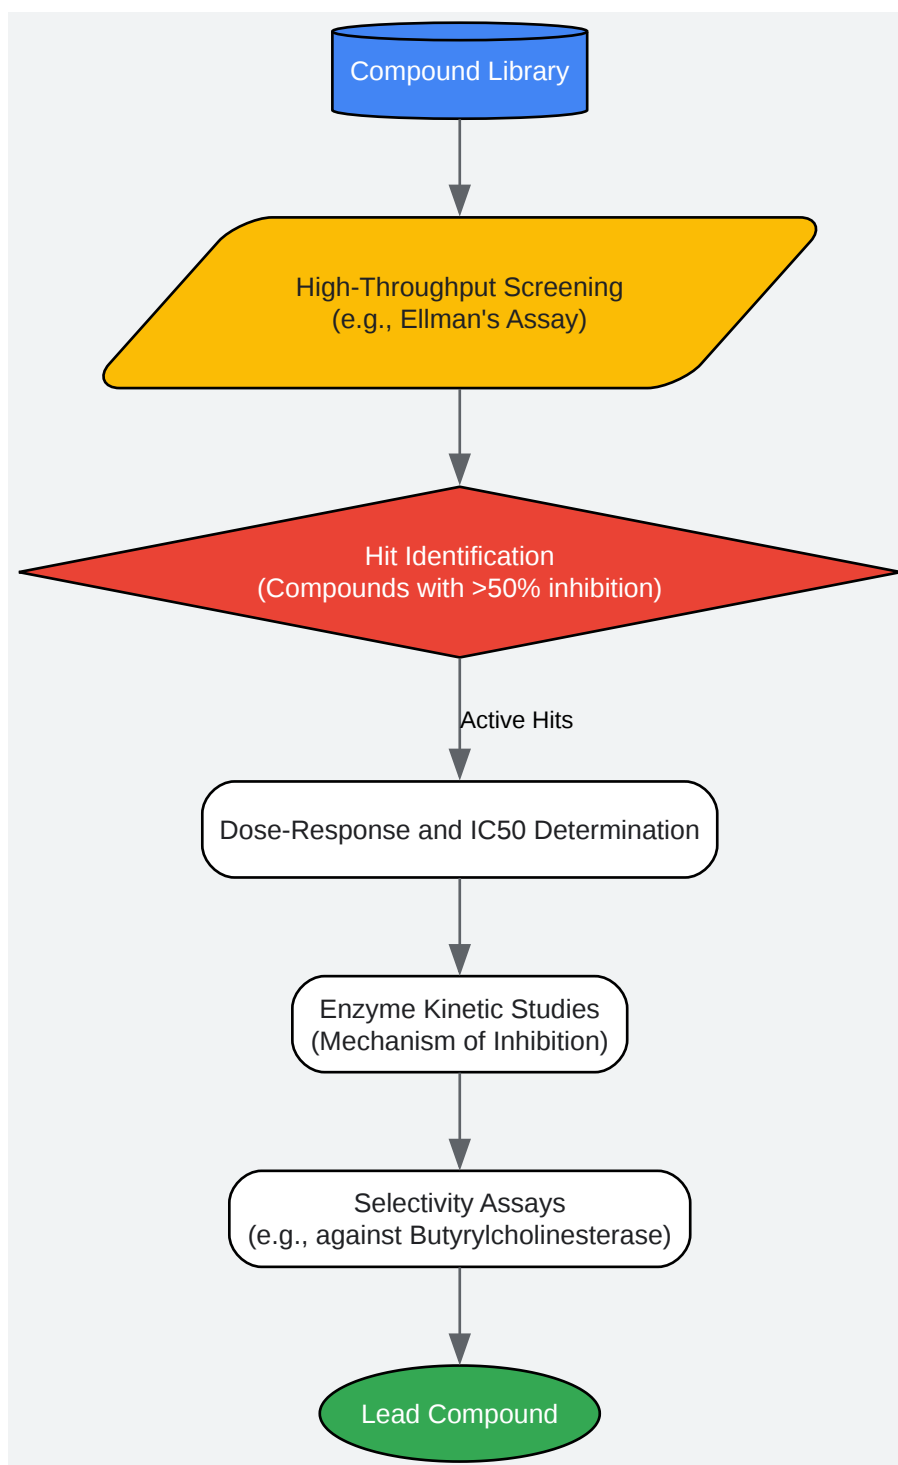 Compound Library
High-Throughput Screening
(e.g., Ellman's Assay)
Hit Identification
(Compounds with >50% inhibition)
Active Hits
Dose-Response and IC50 Determination
Enzyme Kinetic Studies
(Mechanism of Inhibition)
Selectivity Assays
(e.g., against Butyrylcholinesterase)
Lead Compound